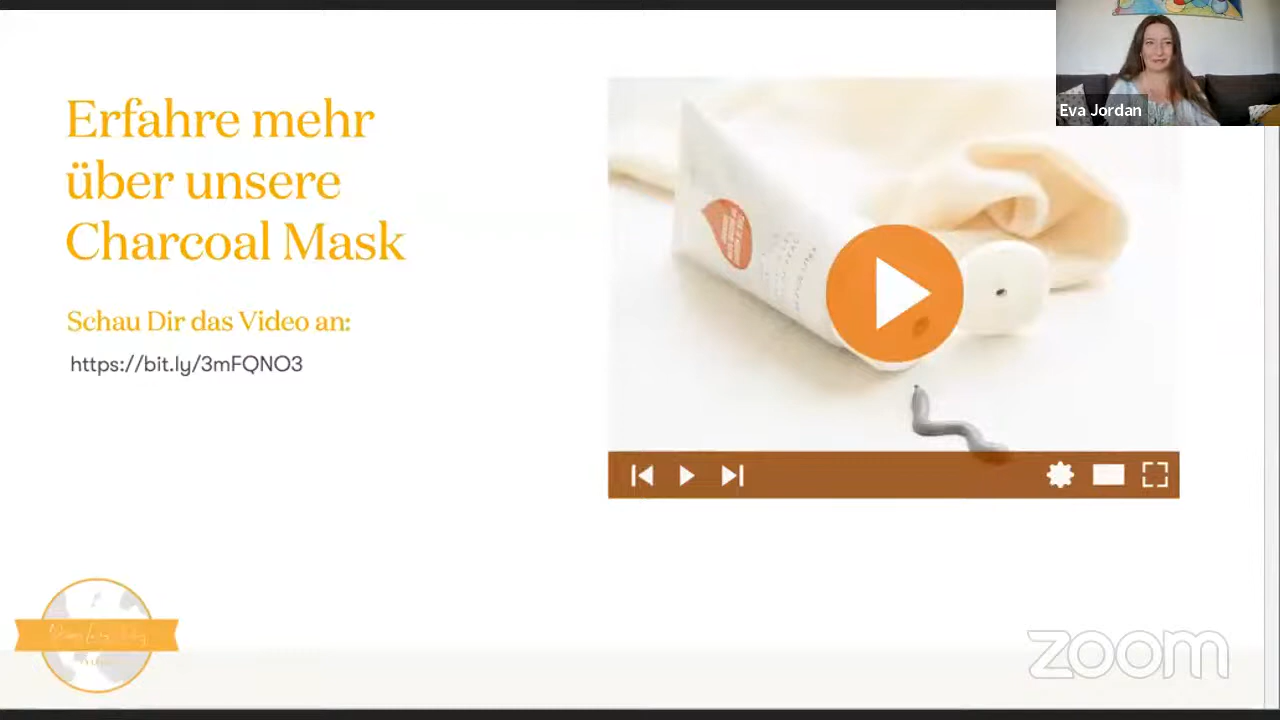 Erfahre mehr
über unsere
Charcoal Mask
Schau Dir das Video an:
https://bit.ly/3mFQNO3
Eva Jordan
zoom